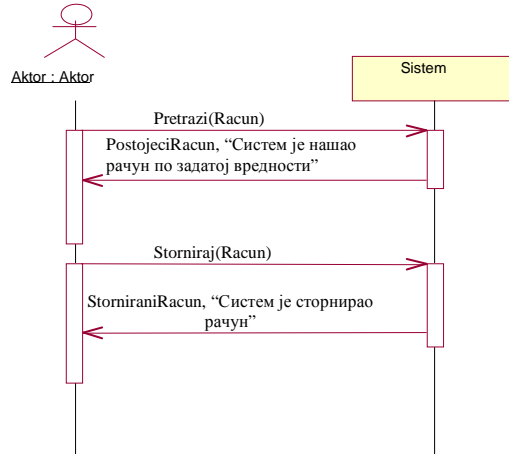 Aktor : Aktor
Sistem
Pretrazi(Racun)
PostojeciRacun, “Систем је нашао
рачун по задатој вредности”
Storniraj(Racun)
StorniraniRacun, “Систем је сторнирао
рачун”